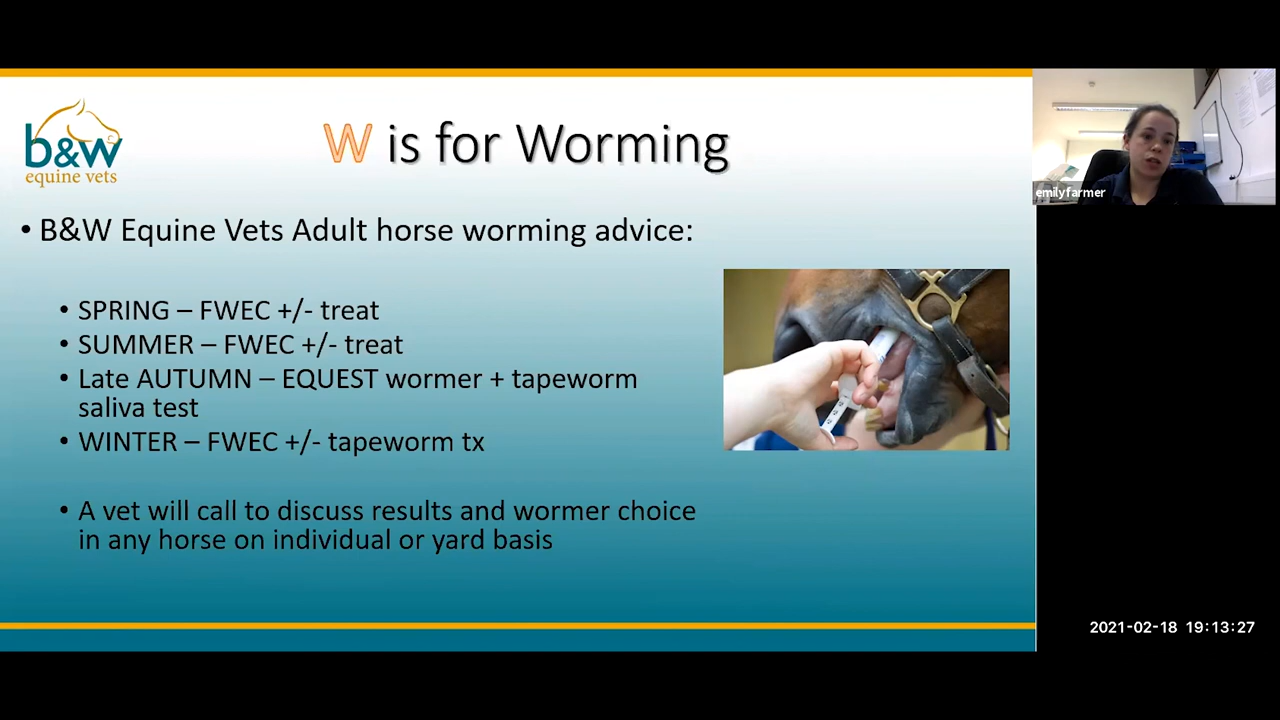 b&w
equine vets
W is for Worming
• B&W Equine Vets Adult horse worming advice:
• SPRING – FWEC +/- treat
• SUMMER – FWEC +/- treat
• Late AUTUMN – EQUEST wormer + tapeworm
saliva test
• WINTER – FWEC +/- tapeworm tx
• A vet will call to discuss results and wormer choice
in any horse on individual or yard basis
emilyfarmer
2021-02-18 19:13:27